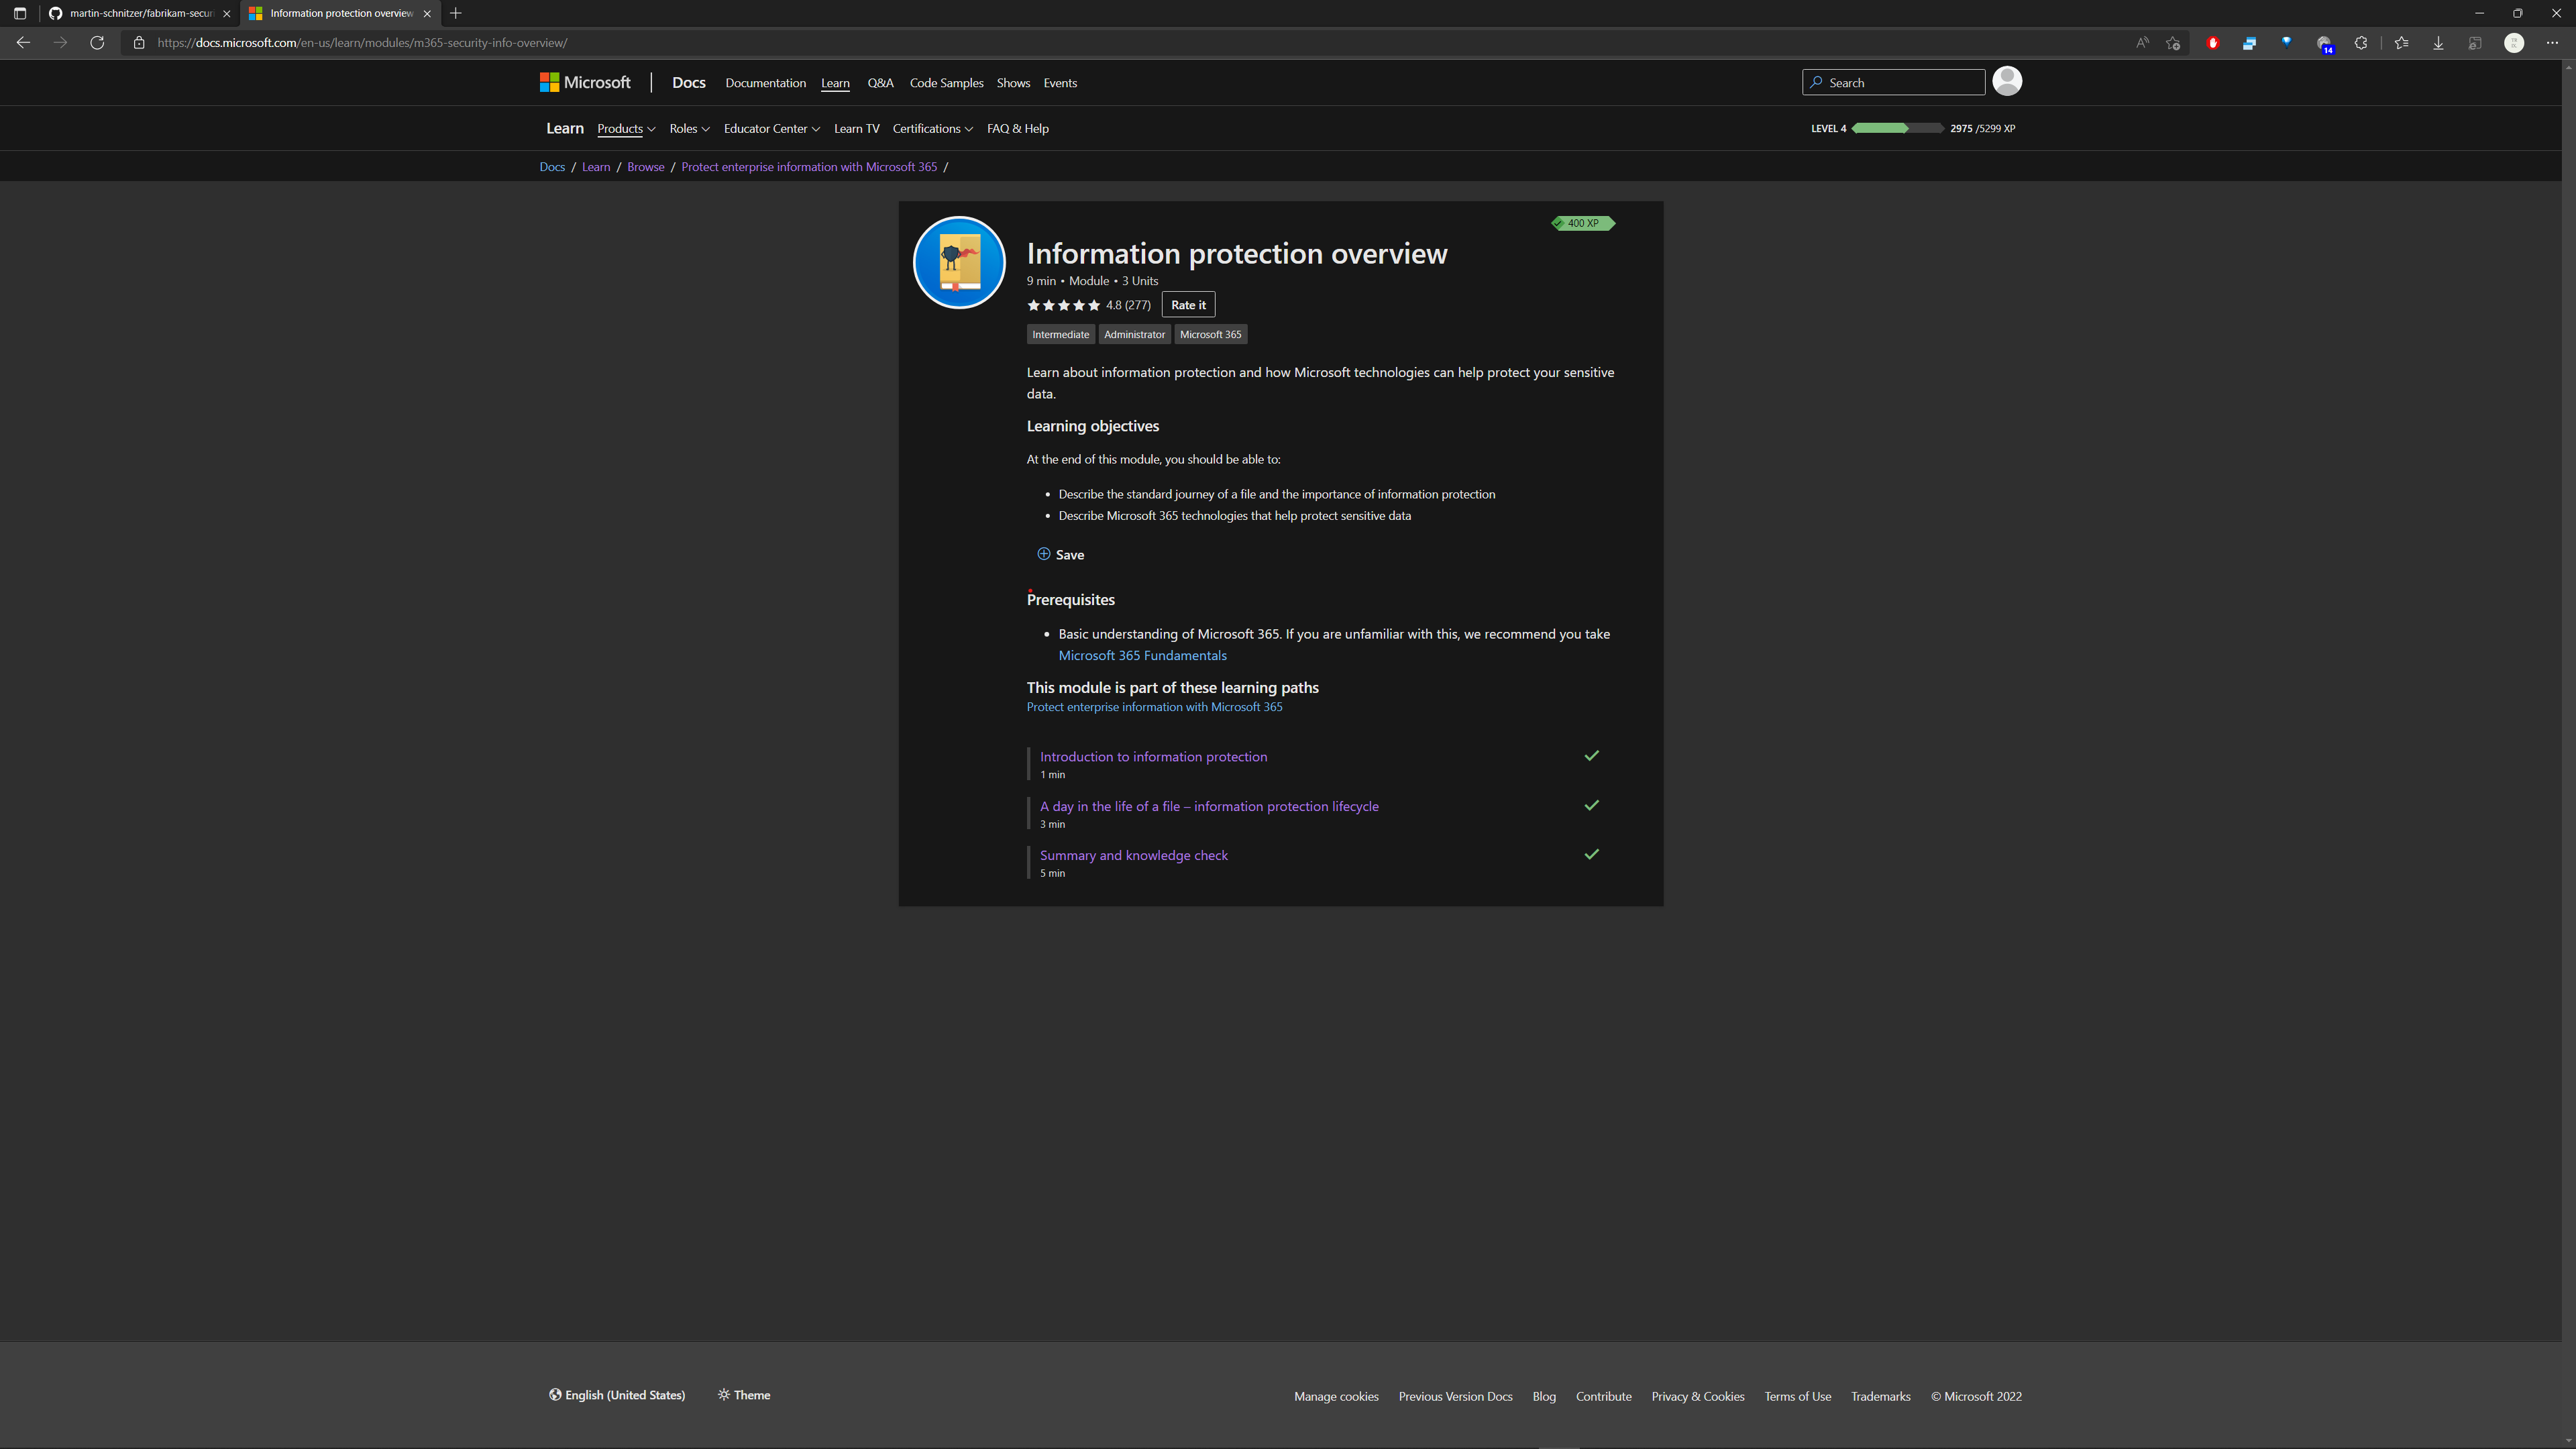 martin-schnitzer/fabrikam-securi
Information protection overview
https://docs.microsoft.com/en-us/learn/modules/m365-security-info-overview/
14
Microsoft Docs Documentation Learn Q&A Code Samples Shows Events Search
Learn Products Roles Educator Center Learn TV Certifications FAQ & Help LEVEL 4 2975 /5299 XP
Docs / Learn / Browse / Protect enterprise information with Microsoft 365 /
400 XP
Information protection overview
9 min • Module • 3 Units
4.8 (277) Rate it
Intermediate Administrator Microsoft 365
Learn about information protection and how Microsoft technologies can help protect your sensitive
data.
Learning objectives
At the end of this module, you should be able to:
• Describe the standard journey of a file and the importance of information protection
• Describe Microsoft 365 technologies that help protect sensitive data
Save
Prerequisites
• Basic understanding of Microsoft 365. If you are unfamiliar with this, we recommend you take
Microsoft 365 Fundamentals
This module is part of these learning paths
Protect enterprise information with Microsoft 365
Introduction to information protection
1 min
A day in the life of a file – information protection lifecycle
3 min
Summary and knowledge check
5 min
English (United States) Theme Manage cookies Previous Version Docs Blog Contribute Privacy & Cookies Terms of Use Trademarks © Microsoft 2022